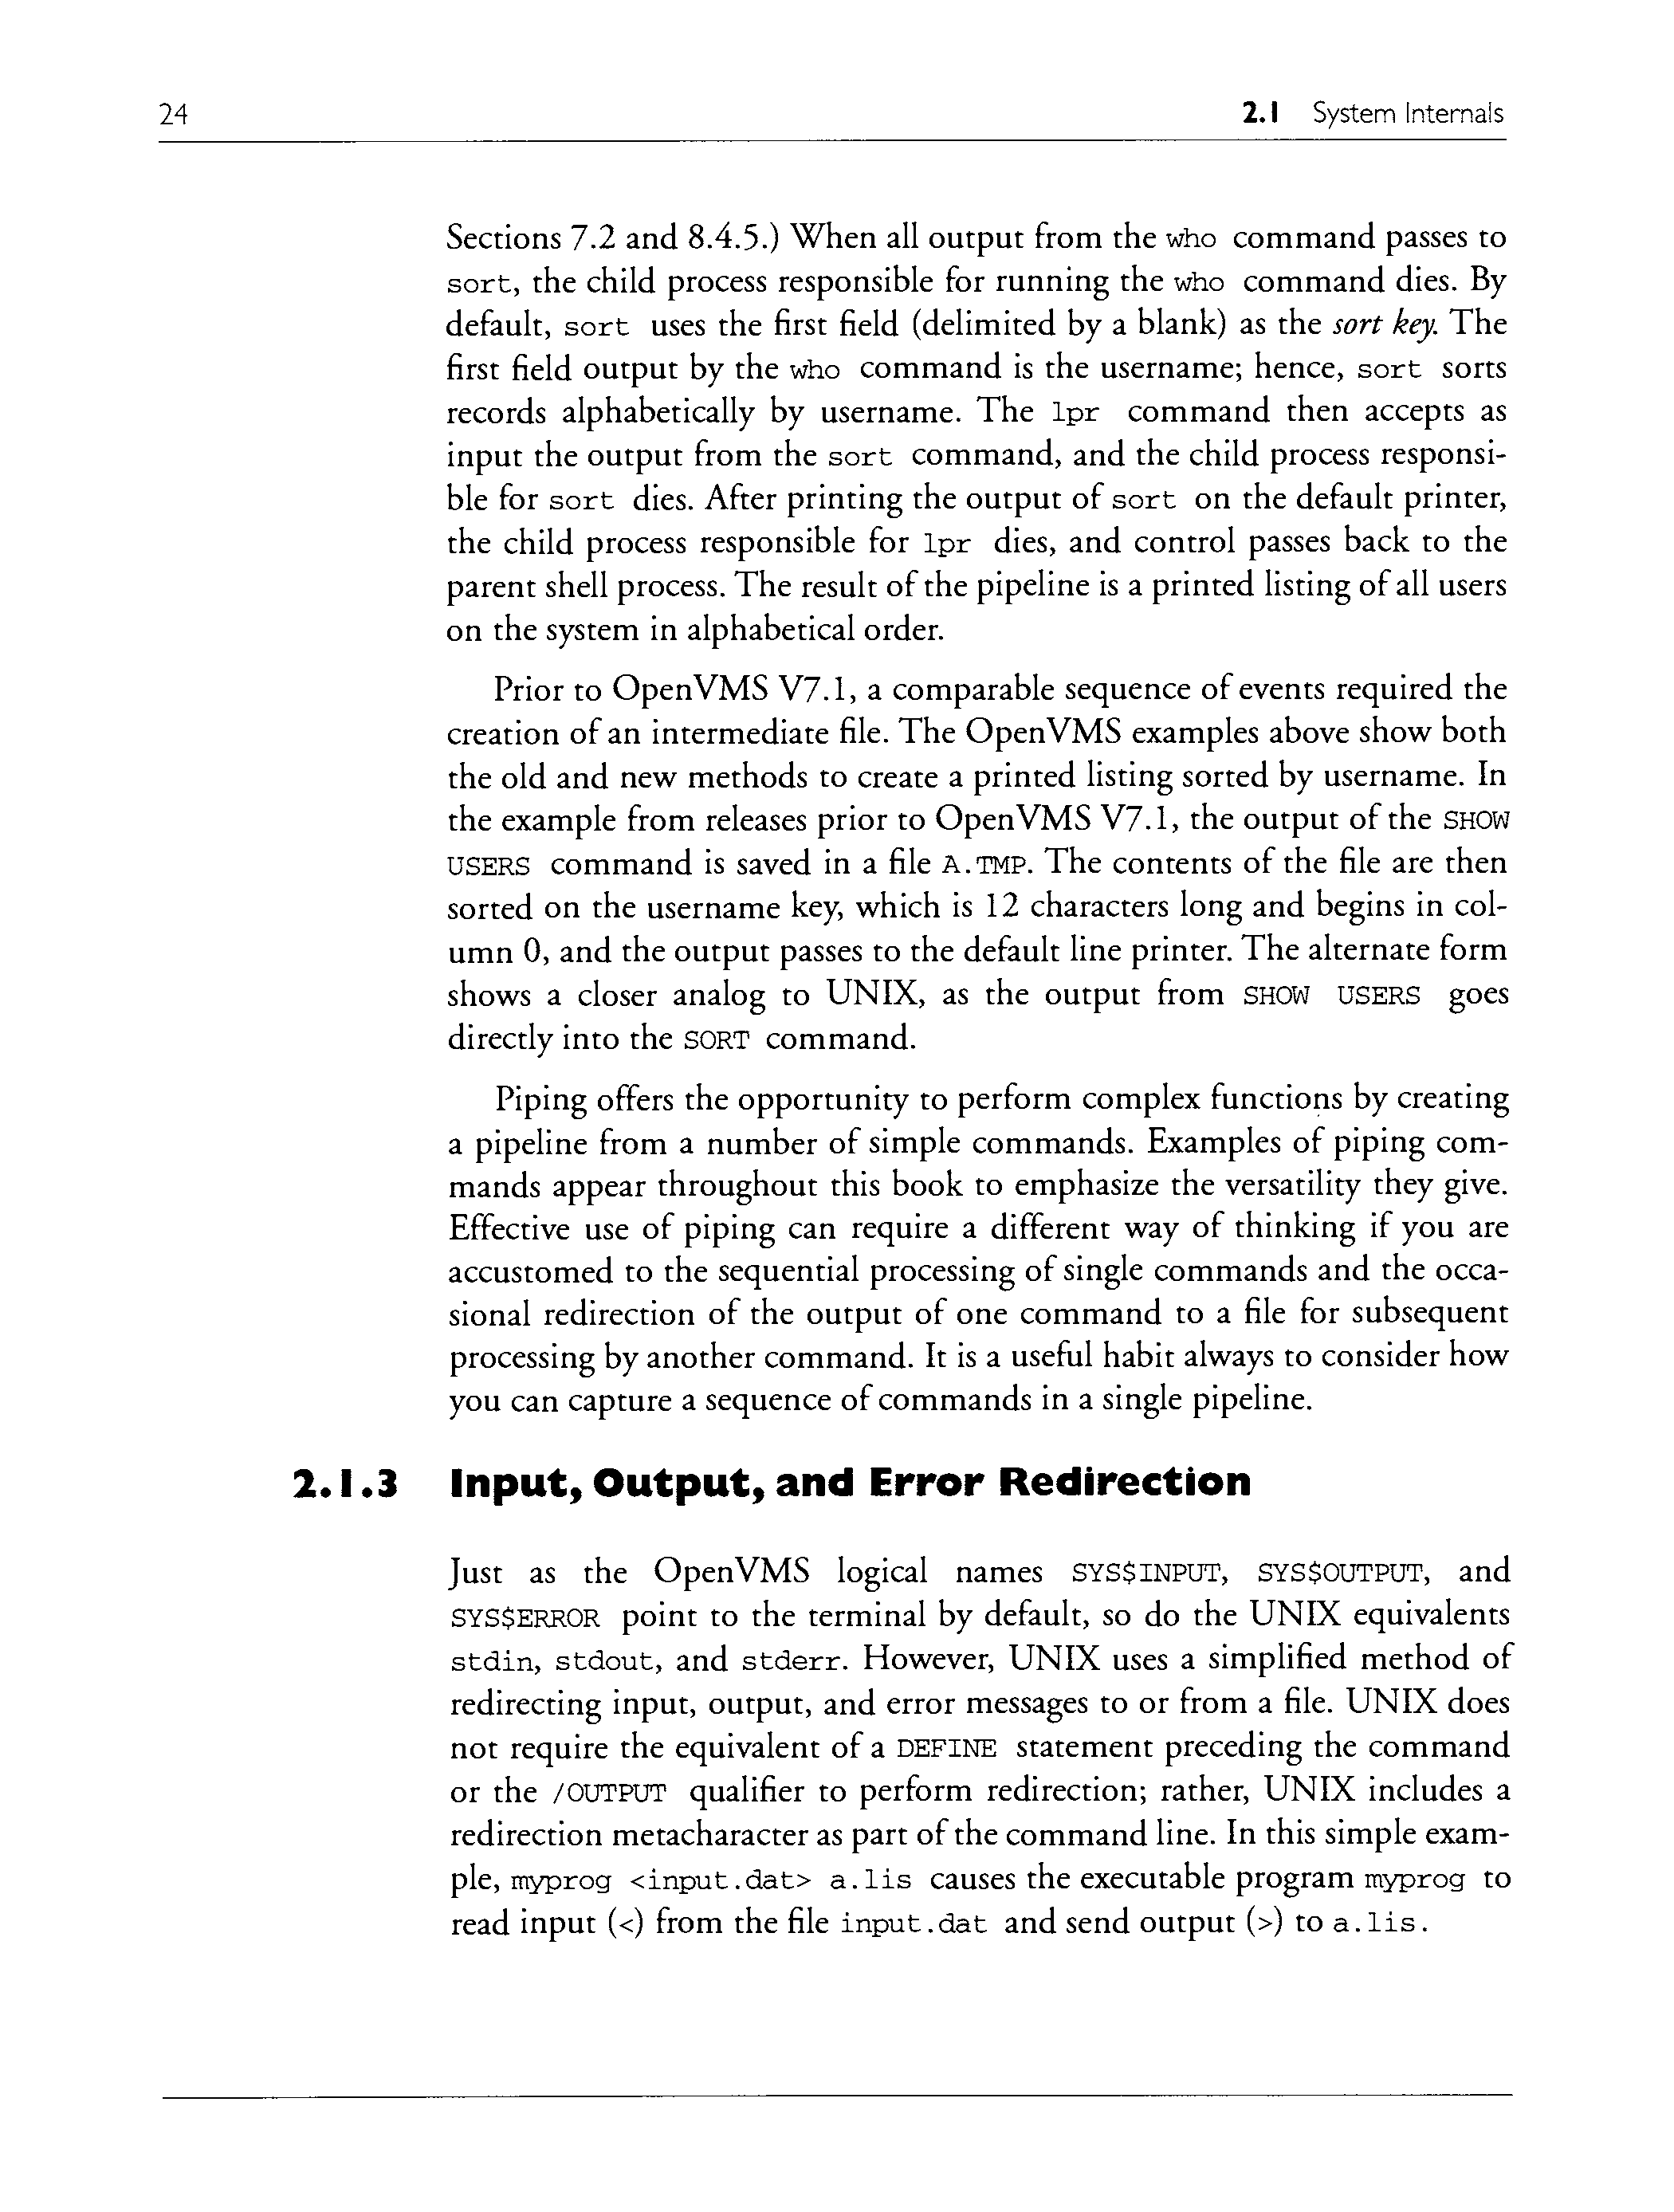 24
2.1 System Internals
Sections 7.2 and 8.4.5.) When all output from the who command passes to
sort, the child process responsible for running the who command dies. By
default, sort uses the first field (delimited by a blank) as the sort key. The
first field output by the who command is the username; hence, sort sorts
records alphabetically by username. The lpr command then accepts as
input the output from the sort command, and the child process responsi-
ble for sort dies. After printing the output of sort on the default printer,
the child process responsible for lpr dies, and control passes back to the
parent shell process. The result of the pipeline is a printed listing of all users
on the system in alphabetical order.
Prior to OpenVMS V7.1, a comparable sequence of events required the
creation of an intermediate file. The OpenVMS examples above show both
the old and new methods to create a printed listing sorted by username. In
the example from releases prior to OpenVMS V7.1, the output of the SHOW
USERS command is saved in a file A.TMP. The contents of the file are then
sorted on the username key, which is 12 characters long and begins in col-
umn 0, and the output passes to the default line printer. The alternate form
shows a closer analog to UNIX, as the output from SHOW USERS goes
directly into the SORT command.
Piping offers the opportunity to perform complex functions by creating
a pipeline from a number of simple commands. Examples of piping com-
mands appear throughout this book to emphasize the versatility they give.
Effective use of piping can require a different way of thinking if you are
accustomed to the sequential processing of single commands and the occa-
sional redirection of the output of one command to a file for subsequent
processing by another command. It is a useful habit always to consider how
you can capture a sequence of commands in a single pipeline.
2.1.3 Input, Output, and Error Redirection
Just as the OpenVMS logical names SYS$INPUT, SYS$OUTPUT, and
SYS$ERROR point to the terminal by default, so do the UNIX equivalents
stdin, stdout, and stderr. However, UNIX uses a simplified method of
redirecting input, output, and error messages to or from a file. UNIX does
not require the equivalent of a DEFINE statement preceding the command
or the /OUTPUT qualifier to perform redirection; rather, UNIX includes a
redirection metacharacter as part of the command line. In this simple exam-
ple, myprog <input.dat> a.lis causes the executable program myprog to
read input (<) from the file input.dat and send output (>) to a.lis.